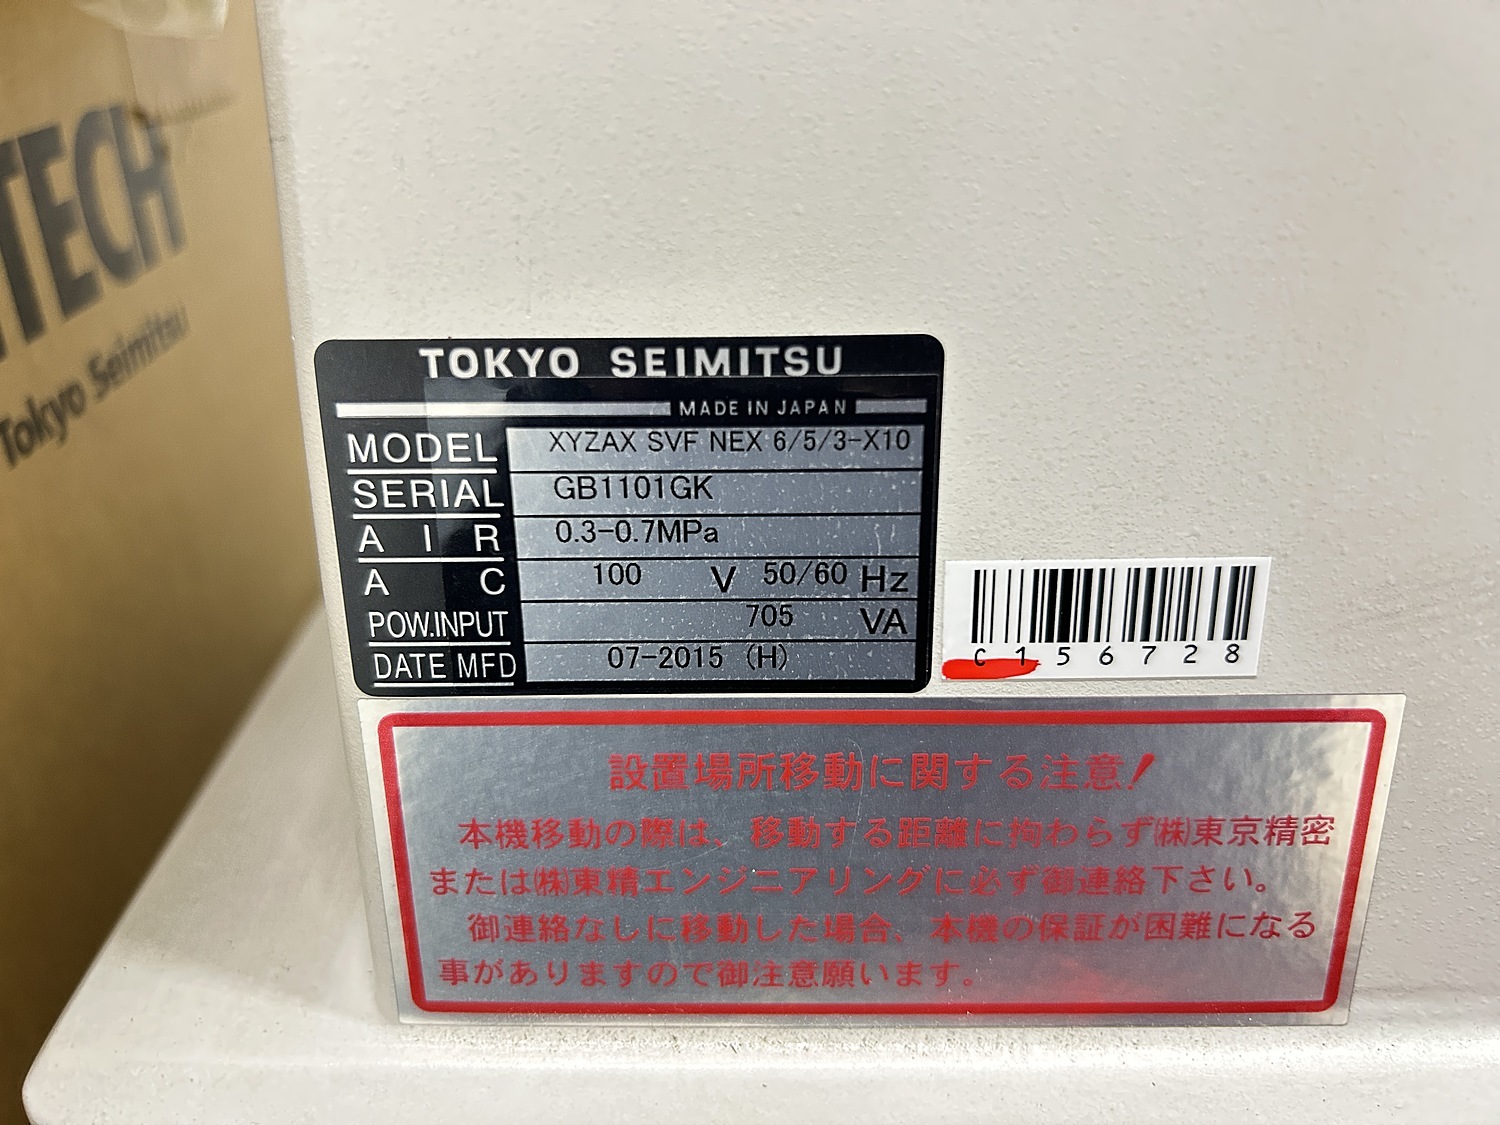 TECH
Tokyo Seimitsu
TOKYO SEIMITSU
MADE IN JAPAN
MODEL XYZAX SVF NEX 6/5/3-X10
SERIAL GB1101GK
AIR 0.3-0.7MPa
AC 100 V 50/60 Hz
POW.INPUT 705 VA
DATE MFD 07-2015 (H)
C156728
設置場所移動に関する注意!
本機移動の際は、移動する距離に拘わらず㈱東京精密
または㈱東精エンジニアリングに必ず御連絡下さい。
御連絡なしに移動した場合、本機の保証が困難になる
事がありますので御注意願います。